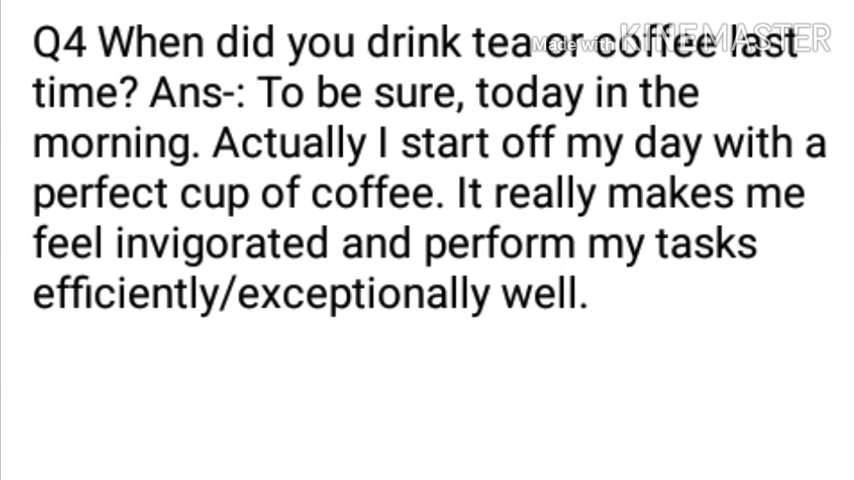 Q4 When did you drink tea or coffee last
time? Ans-: To be sure, today in the
morning. Actually I start off my day with a
perfect cup of coffee. It really makes me
feel invigorated and perform my tasks
efficiently/exceptionally well.
Made with KINEMASTER